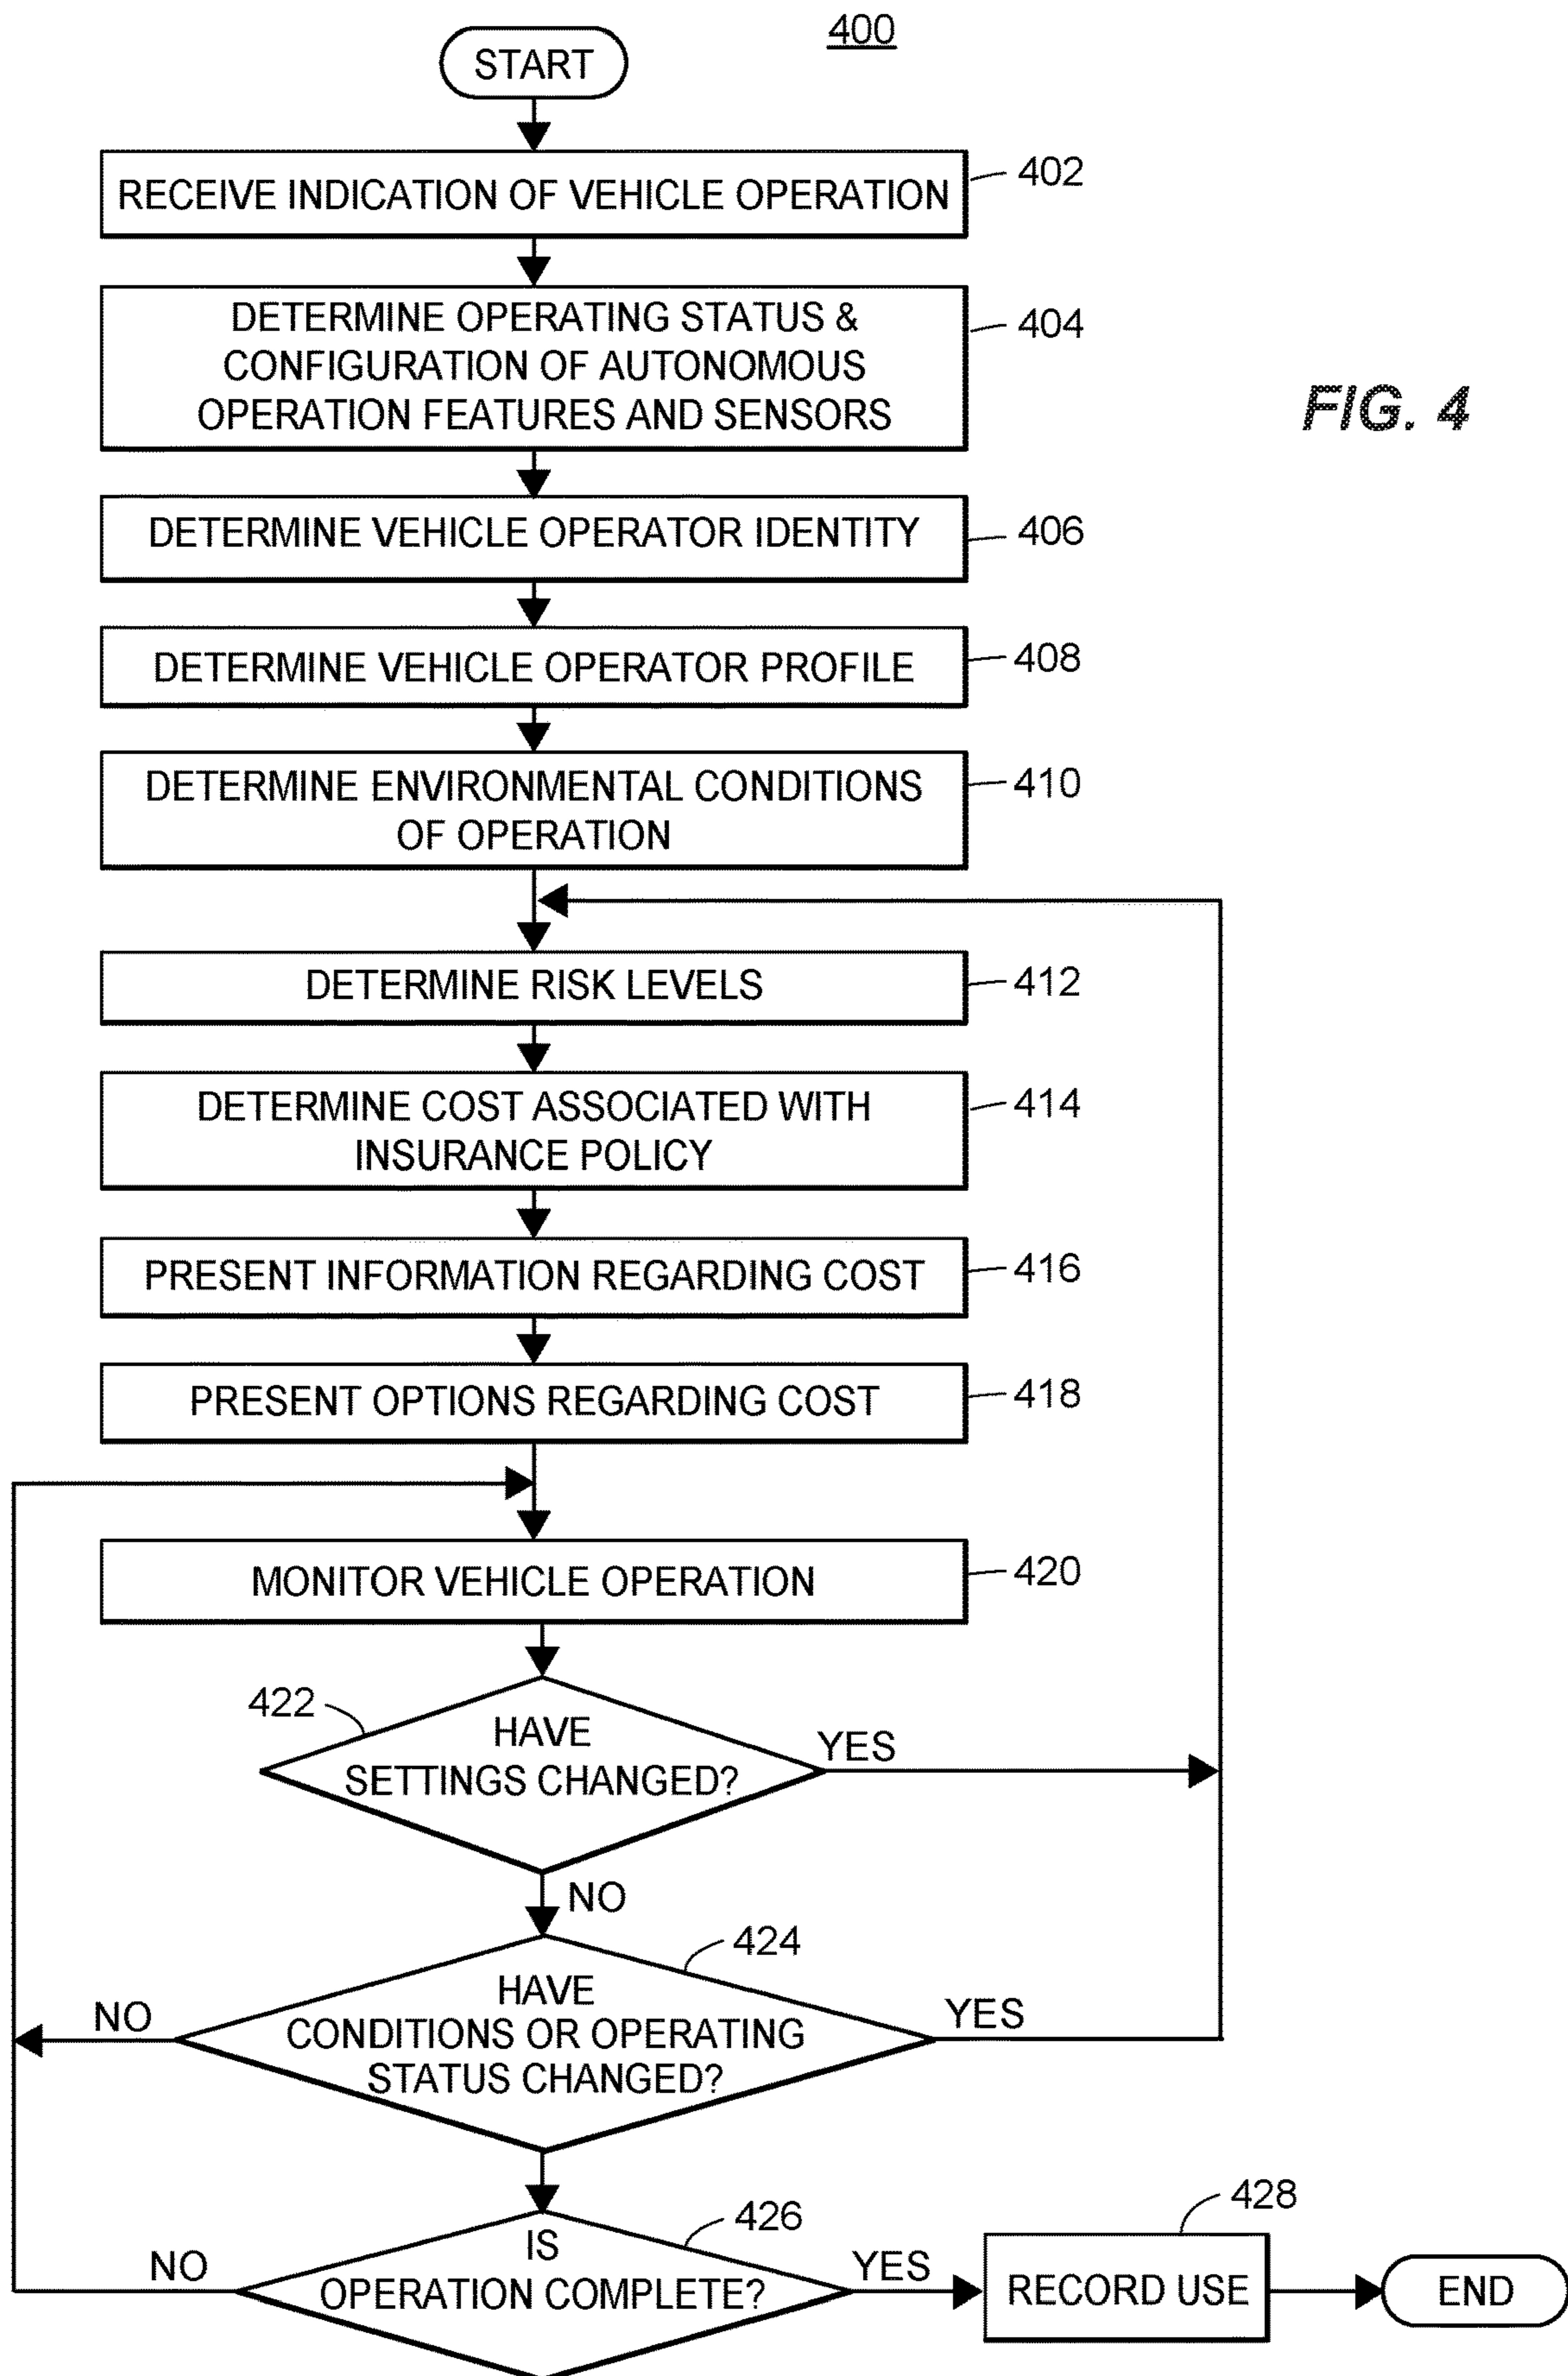 400
START
RECEIVE INDICATION OF VEHICLE OPERATION
402
DETERMINE OPERATING STATUS &
CONFIGURATION OF AUTONOMOUS
OPERATION FEATURES AND SENSORS
404
FIG. 4
DETERMINE VEHICLE OPERATOR IDENTITY
406
DETERMINE VEHICLE OPERATOR PROFILE
408
DETERMINE ENVIRONMENTAL CONDITIONS
OF OPERATION
410
DETERMINE RISK LEVELS
412
DETERMINE COST ASSOCIATED WITH
INSURANCE POLICY
414
PRESENT INFORMATION REGARDING COST
416
PRESENT OPTIONS REGARDING COST
418
MONITOR VEHICLE OPERATION
420
422
HAVE
SETTINGS CHANGED?
YES
NO
424
HAVE
CONDITIONS OR OPERATING
STATUS CHANGED?
NO
YES
426
IS
OPERATION COMPLETE?
NO
YES
428
RECORD USE
END